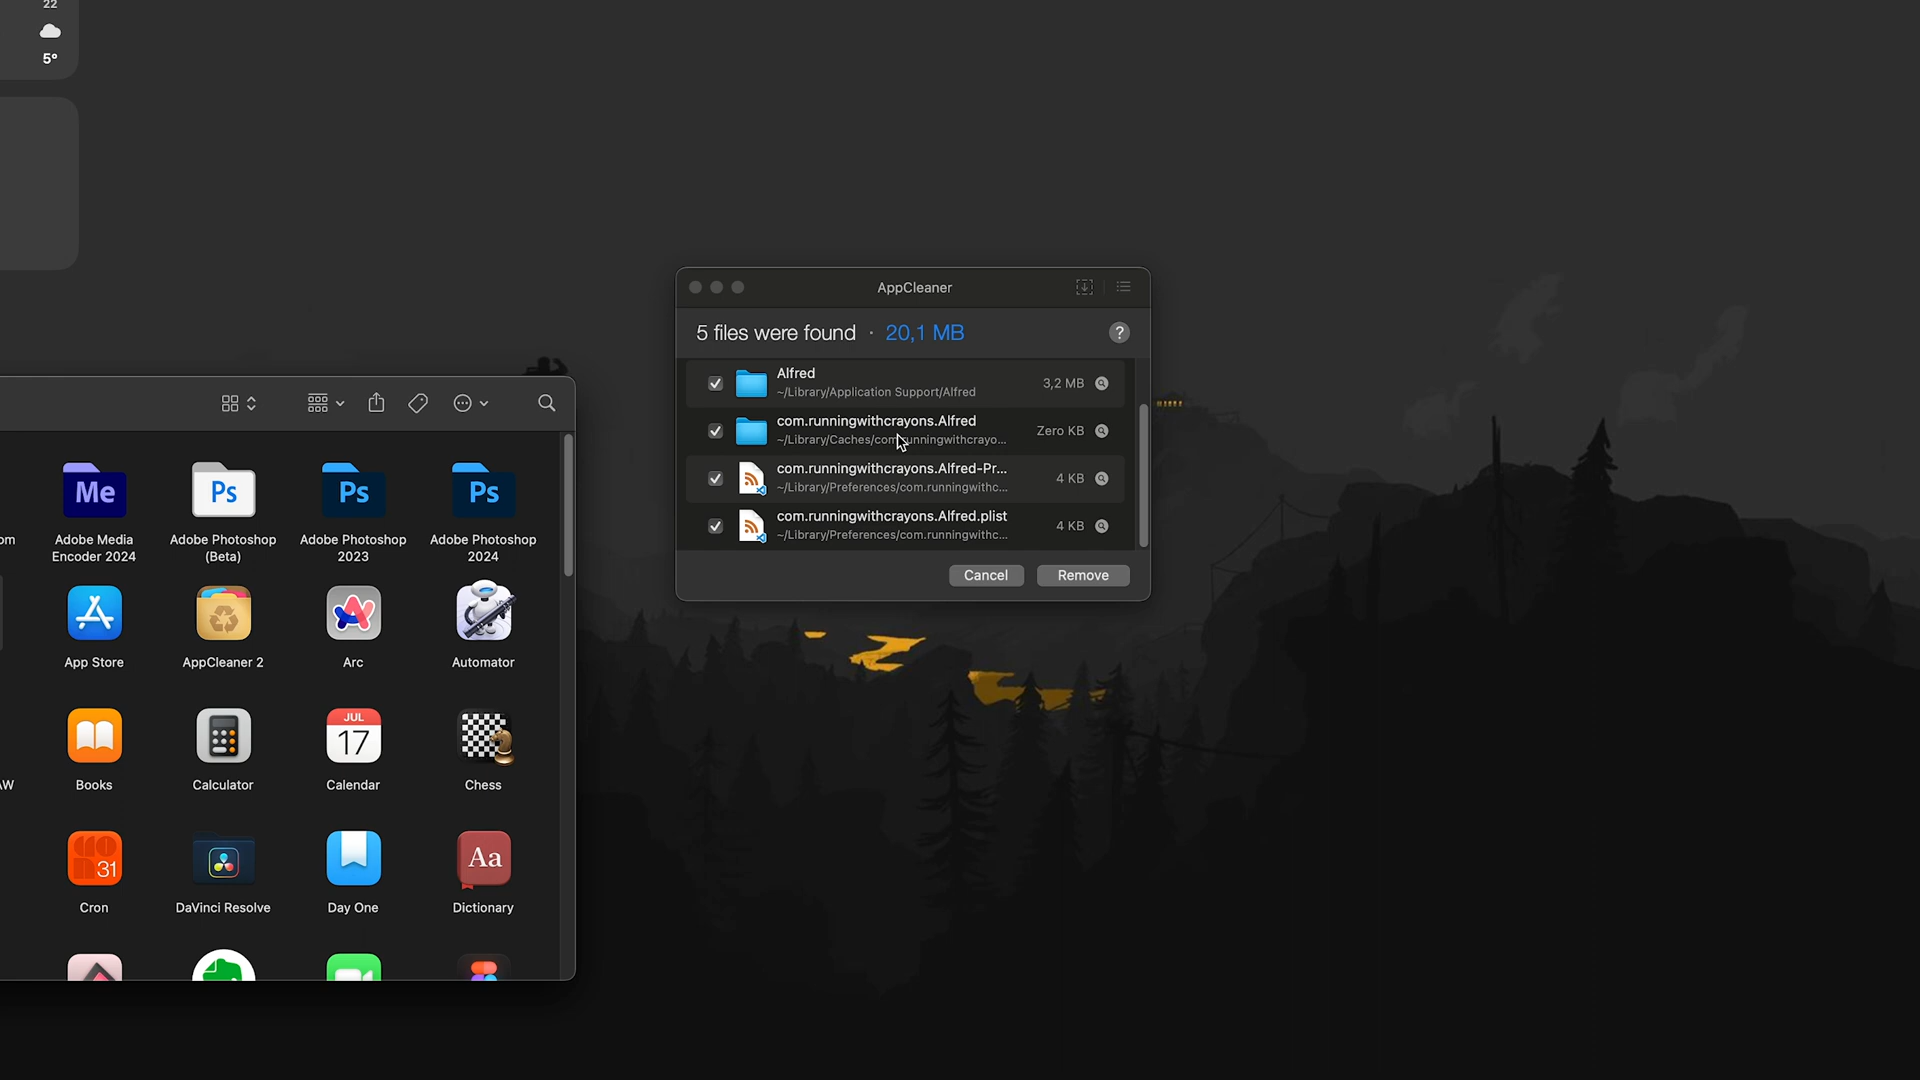 22
5°
AppCleaner
5 files were found · 20,1 MB
?
Alfred
~/Library/Application Support/Alfred
3,2 MB
com.runningwithcrayons.Alfred
~/Library/Caches/com.runningwithcrayo...
Zero KB
com.runningwithcrayons.Alfred-Pr...
~/Library/Preferences/com.runningwithc...
4 KB
com.runningwithcrayons.Alfred.plist
~/Library/Preferences/com.runningwithc...
4 KB
Cancel
Remove
Me
Ps
Ps
Ps
om
Adobe Media
Encoder 2024
Adobe Photoshop
(Beta)
Adobe Photoshop
2023
Adobe Photoshop
2024
App Store
AppCleaner 2
Arc
Automator
JUL
17
AW
Books
Calculator
Calendar
Chess
31
Aa
Cron
DaVinci Resolve
Day One
Dictionary